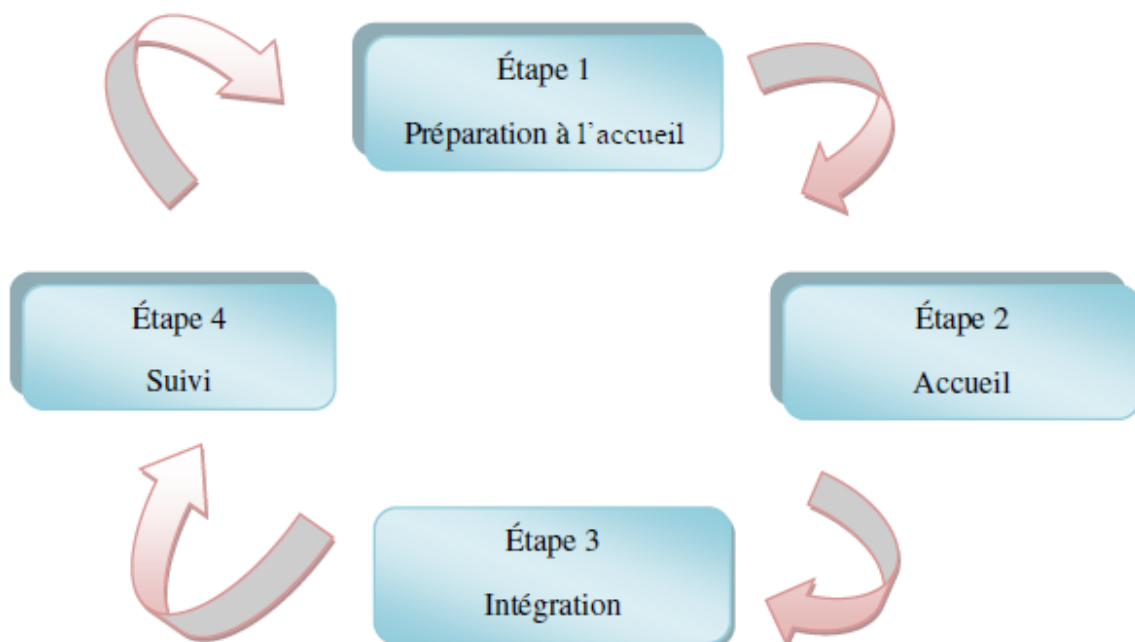 Étape 1
Préparation à l'accueil
Étape 2
Accueil
Étape 3
Intégration
Étape 4
Suivi